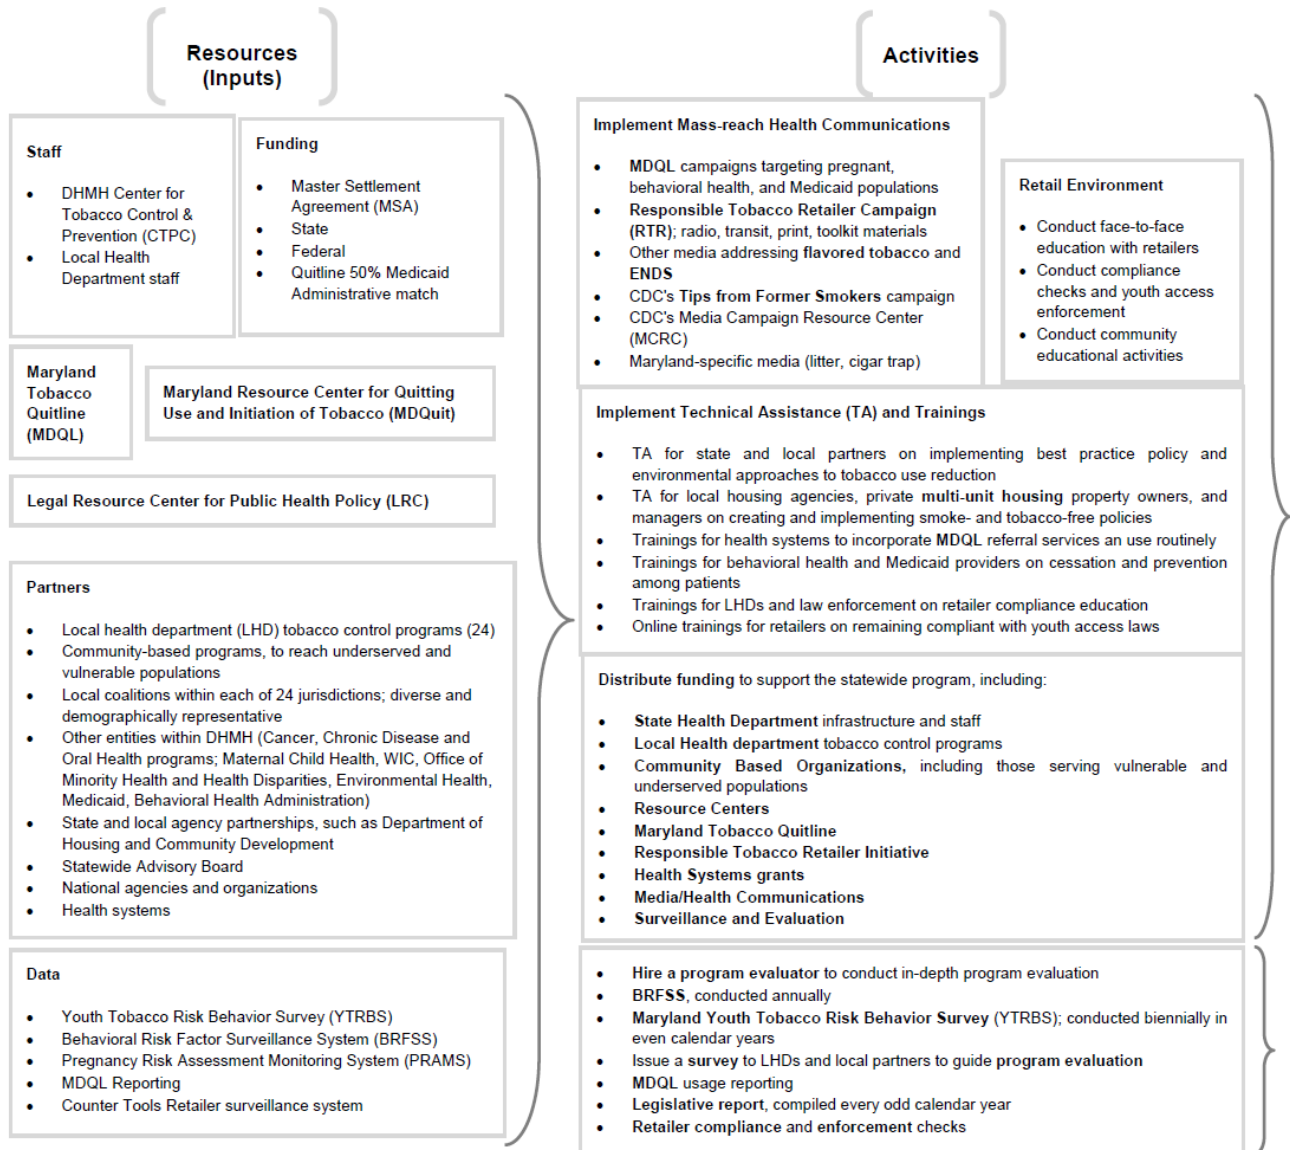 Resources
(Inputs)
Staff
• DHMH Center for
Tobacco Control &
Prevention (CTPC)
• Local Health
Department staff
Funding
• Master Settlement
Agreement (MSA)
• State
• Federal
• Quitline 50% Medicaid
Administrative match
Maryland
Tobacco
Quitline
(MDQL)
Maryland Resource Center for Quitting
Use and Initiation of Tobacco (MDQuit)
Legal Resource Center for Public Health Policy (LRC)
Partners
• Local health department (LHD) tobacco control programs (24)
• Community-based programs, to reach underserved and
vulnerable populations
• Local coalitions within each of 24 jurisdictions; diverse and
demographically representative
• Other entities within DHMH (Cancer, Chronic Disease and
Oral Health programs; Maternal Child Health, WIC, Office of
Minority Health and Health Disparities, Environmental Health,
Medicaid, Behavioral Health Administration)
• State and local agency partnerships, such as Department of
Housing and Community Development
• Statewide Advisory Board
• National agencies and organizations
• Health systems
Data
• Youth Tobacco Risk Behavior Survey (YTRBS)
• Behavioral Risk Factor Surveillance System (BRFSS)
• Pregnancy Risk Assessment Monitoring System (PRAMS)
• MDQL Reporting
• Counter Tools Retailer surveillance system
Activities
Implement Mass-reach Health Communications
• MDQL campaigns targeting pregnant,
behavioral health, and Medicaid populations
• Responsible Tobacco Retailer Campaign
(RTR); radio, transit, print, toolkit materials
• Other media addressing flavored tobacco and
ENDS
• CDC's Tips from Former Smokers campaign
• CDC's Media Campaign Resource Center
(MCRC)
• Maryland-specific media (litter, cigar trap)
Retail Environment
• Conduct face-to-face
education with retailers
• Conduct compliance
checks and youth access
enforcement
• Conduct community
educational activities
Implement Technical Assistance (TA) and Trainings
• TA for state and local partners on implementing best practice policy and
environmental approaches to tobacco use reduction
• TA for local housing agencies, private multi-unit housing property owners, and
managers on creating and implementing smoke- and tobacco-free policies
• Trainings for health systems to incorporate MDQL referral services an use routinely
• Trainings for behavioral health and Medicaid providers on cessation and prevention
among patients
• Trainings for LHDs and law enforcement on retailer compliance education
• Online trainings for retailers on remaining compliant with youth access laws
Distribute funding to support the statewide program, including:
• State Health Department infrastructure and staff
• Local Health department tobacco control programs
• Community Based Organizations, including those serving vulnerable and
underserved populations
• Resource Centers
• Maryland Tobacco Quitline
• Responsible Tobacco Retailer Initiative
• Health Systems grants
• Media/Health Communications
• Surveillance and Evaluation
• Hire a program evaluator to conduct in-depth program evaluation
• BRFSS, conducted annually
• Maryland Youth Tobacco Risk Behavior Survey (YTRBS); conducted biennially in
even calendar years
• Issue a survey to LHDs and local partners to guide program evaluation
• MDQL usage reporting
• Legislative report, compiled every odd calendar year
• Retailer compliance and enforcement checks